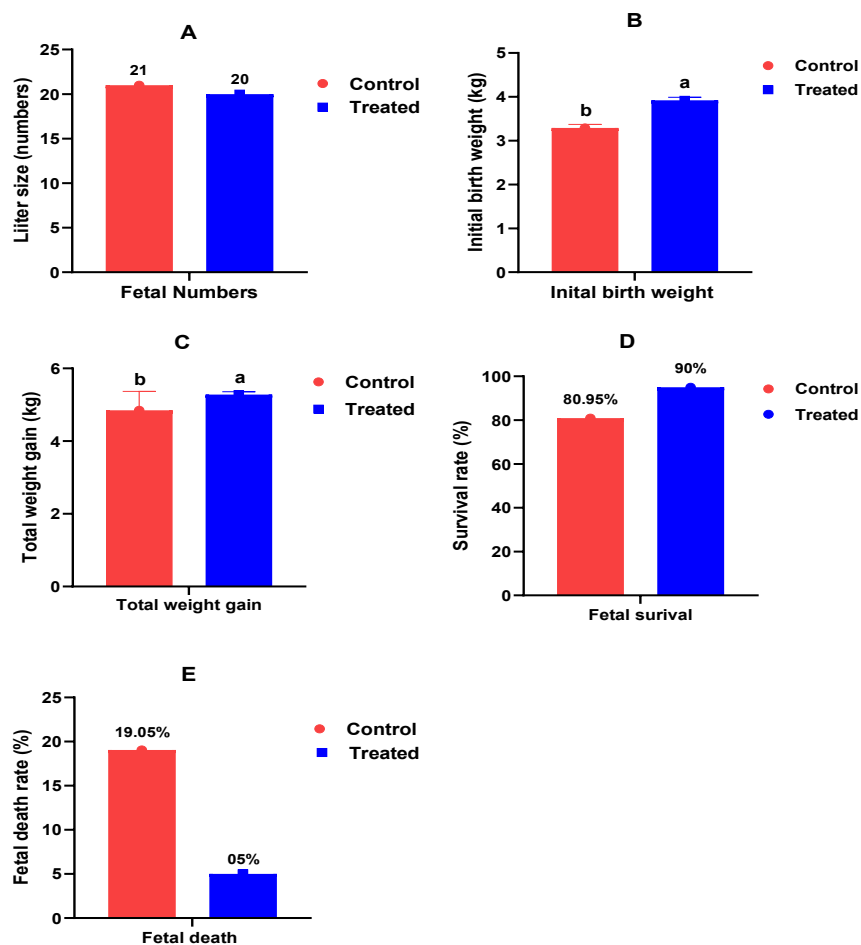 A
Liiter size (numbers)
25
20
15
10
5
0
21
20
Fetal Numbers
Control
Treated
B
Initial birth weight (kg)
5
4
3
2
1
0
b
a
Inital birth weight
Control
Treated
C
Total weight gain (kg)
6
4
2
0
b
a
Total weight gain
Control
Treated
D
Survival rate (%)
100
80
60
40
20
0
80.95%
90%
Fetal surival
Control
Treated
E
Fetal death rate (%)
25
20
15
10
5
0
19.05%
05%
Fetal death
Control
Treated